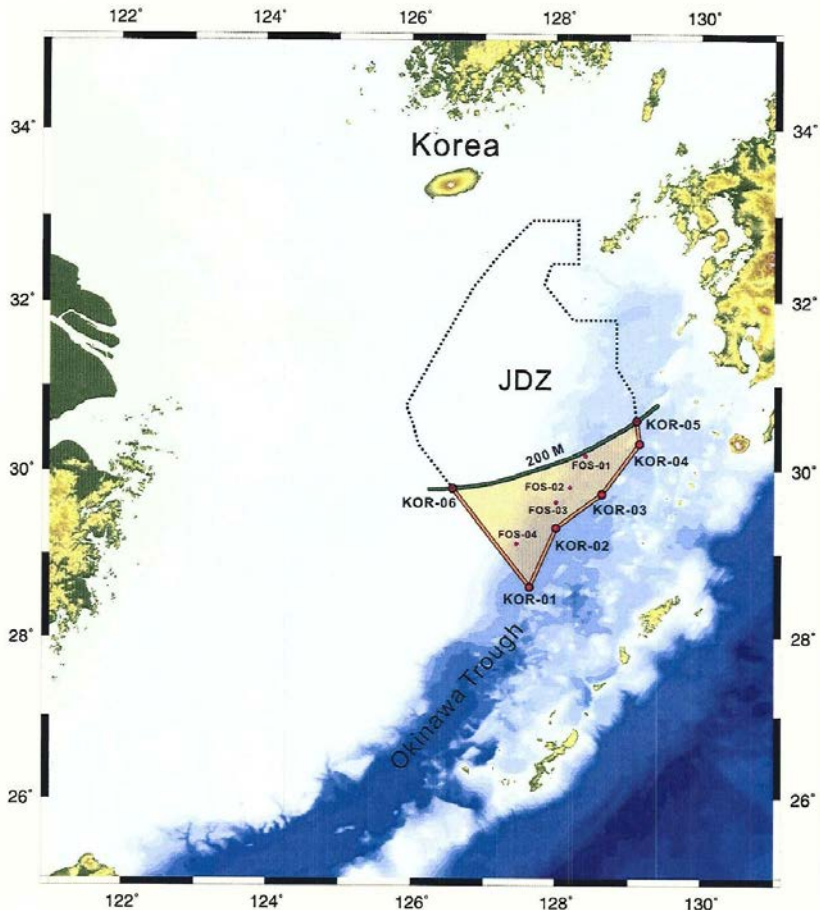 122° 124° 126° 128° 130°
34° 34°
Korea
32° 32°
JDZ
KOR-05
200 M
FOS-01
KOR-04
30° 30°
FOS-02
KOR-06
KOR-03
FOS-03
FOS-04
KOR-02
KOR-01
28° 28°
Okinawa Trough
26° 26°
122° 124° 126° 128° 130°